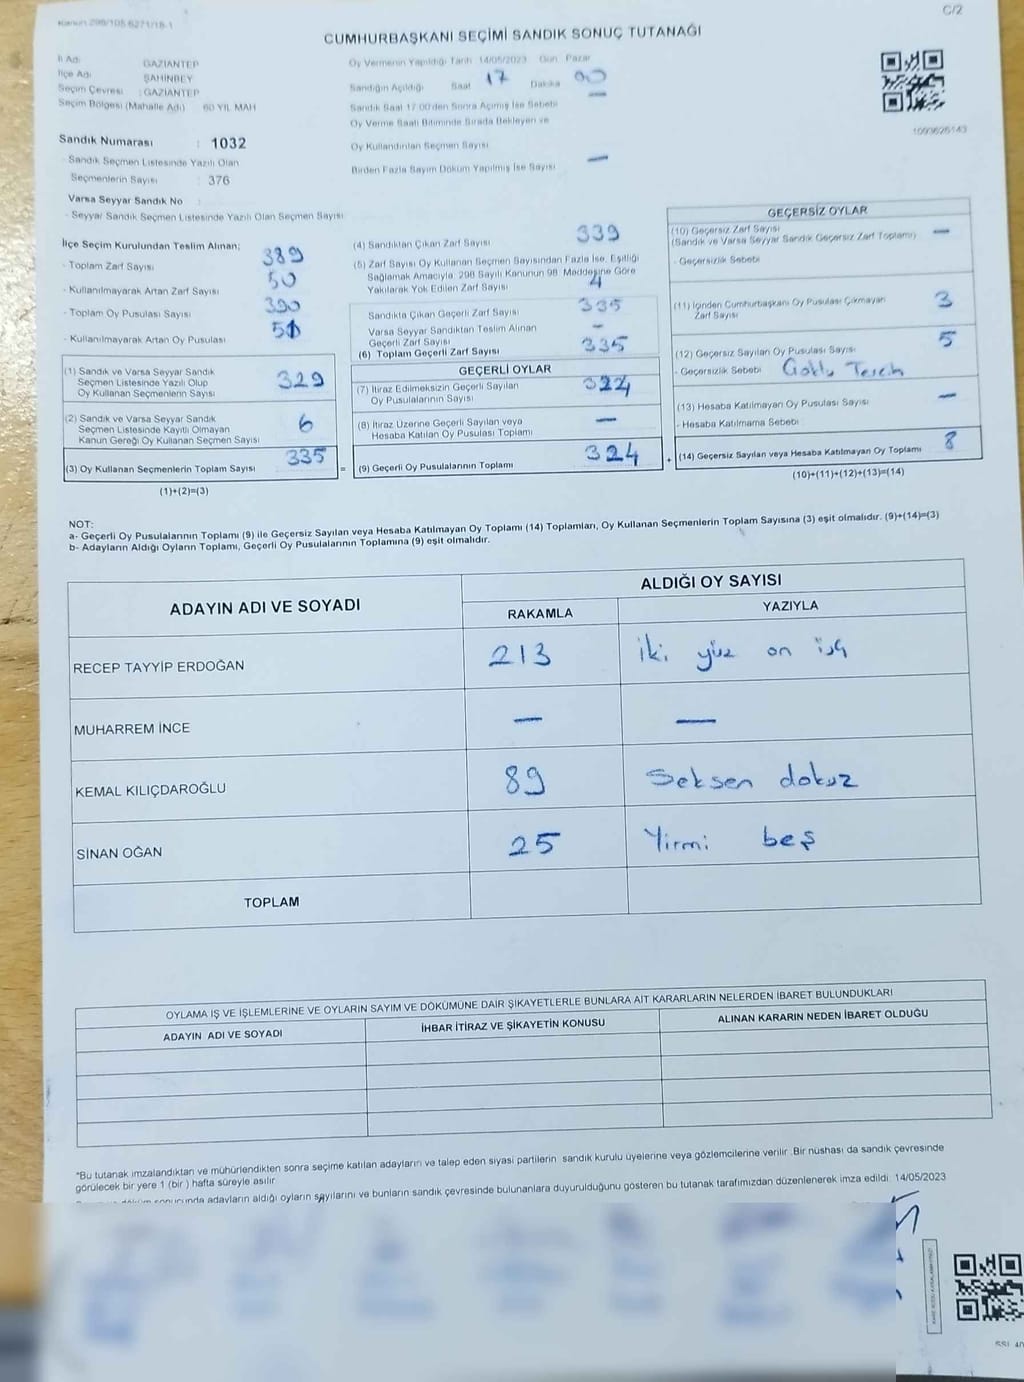 Kanun 298/105 6271/18-1
C/2
CUMHURBAŞKANI SEÇİMİ SANDIK SONUÇ TUTANAĞI
İl Adı : GAZİANTEP
İlçe Adı : ŞAHİNBEY
Seçim Çevresi : GAZİANTEP
Seçim Bölgesi (Mahalle Adı) 60 YIL MAH
Sandık Numarası : 1032
- Sandık Seçmen Listesinde Yazılı Olan
Seçmenlerin Sayısı : 376
Varsa Seyyar Sandık No
- Seyyar Sandık Seçmen Listesinde Yazılı Olan Seçmen Sayısı:
Oy Vermenin Yapıldığı Tarih 14/05/2023 Gün Pazar
Sandığın Açıldığı Saat 17 Dakika 00
Sandık Saat 17:00'den Sonra Açımış İse Sebebi —
Oy Verme Saati Bitiminde Sırada Bekleyen ve
Oy Kullandırılan Seçmen Sayısı
Birden Fazla Sayım Döküm Yapılmış İse Sayısı —
1093626143
İlçe Seçim Kurulundan Teslim Alınan;
- Toplam Zarf Sayısı 389
- Kullanılmayarak Artan Zarf Sayısı 50
- Toplam Oy Pusulası Sayısı 390
- Kullanılmayarak Artan Oy Pusulası
(1) Sandık ve Varsa Seyyar Sandık
Seçmen Listesinde Yazılı Olup
Oy Kullanan Seçmenlerin Sayısı 329
(2) Sandık ve Varsa Seyyar Sandık
Seçmen Listesinde Kayıtlı Olmayan
Kanun Gereği Oy Kullanan Seçmen Sayısı 6
(3) Oy Kullanan Seçmenlerin Toplam Sayısı 335
(1)+(2)=(3)
(4) Sandıktan Çıkan Zarf Sayısı 339
(5) Zarf Sayısı Oy Kullanan Seçmen Sayısından Fazla İse, Eşitliği
Sağlamak Amacıyla, 298 Sayılı Kanunun 98. Maddesine Göre
Yakılarak Yok Edilen Zarf Sayısı 4
Sandıkta Çıkan Geçerli Zarf Sayısı 335
Varsa Seyyar Sandıktan Teslim Alınan
Geçerli Zarf Sayısı —
(6) Toplam Geçerli Zarf Sayısı 335
GEÇERLİ OYLAR
(7) İtiraz Edilmeksizin Geçerli Sayılan
Oy Pusulalarının Sayısı 324
(8) İtiraz Üzerine Geçerli Sayılan veya
Hesaba Katılan Oy Pusulası Toplamı —
= (9) Geçerli Oy Pusulalarının Toplamı 324
GEÇERSİZ OYLAR
(10) Geçersiz Zarf Sayısı —
(Sandık ve Varsa Seyyar Sandık Geçersiz Zarf Toplamı)
- Geçersizlik Sebebi
(11) İçinden Cumhurbaşkanı Oy Pusulası Çıkmayan
Zarf Sayısı 3
(12) Geçersiz Sayılan Oy Pusulası Sayısı 5
- Geçersizlik Sebebi
(13) Hesaba Katılmayan Oy Pusulası Sayısı —
- Hesaba Katılmama Sebebi
+ (14) Geçersiz Sayılan veya Hesaba Katılmayan Oy Toplamı 8
(10)+(11)+(12)+(13)=(14)
NOT:
a- Geçerli Oy Pusulalarının Toplamı (9) ile Geçersiz Sayılan veya Hesaba Katılmayan Oy Toplamı (14) Toplamları, Oy Kullanan Seçmenlerin Toplam Sayısına (3) eşit olmalıdır. (9)+(14)=(3)
b- Adayların Aldığı Oyların Toplamı, Geçerli Oy Pusulalarının Toplamına (9) eşit olmalıdır.
ADAYIN ADI VE SOYADI
ALDIĞI OY SAYISI
RAKAMLA YAZIYLA
RECEP TAYYİP ERDOĞAN 213 iki yüz on üç
MUHARREM İNCE — —
KEMAL KILIÇDAROĞLU 89 Seksen dokuz
SİNAN OĞAN 25 Yirmi beş
TOPLAM
OYLAMA İŞ VE İŞLEMLERİNE VE OYLARIN SAYIM VE DÖKÜMÜNE DAİR ŞİKAYETLERLE BUNLARA AİT KARARLARIN NELERDEN İBARET BULUNDUKLARI
ADAYIN ADI VE SOYADI İHBAR İTİRAZ VE ŞİKAYETİN KONUSU ALINAN KARARIN NEDEN İBARET OLDUĞU
*Bu tutanak imzalandıktan ve mühürlendikten sonra seçime katılan adayların ve talep eden siyasi partilerin sandık kurulu üyelerine veya gözlemcilerine verilir. Bir nüshası da sandık çevresinde
görülecek bir yere 1 (bir) hafta süreyle asılır.
sonucunda adayların aldığı oyların sayılarını ve bunların sandık çevresinde bulunanlara duyurulduğunu gösteren bu tutanak tarafımızdan düzenlenerek imza edildi. 14/05/2023